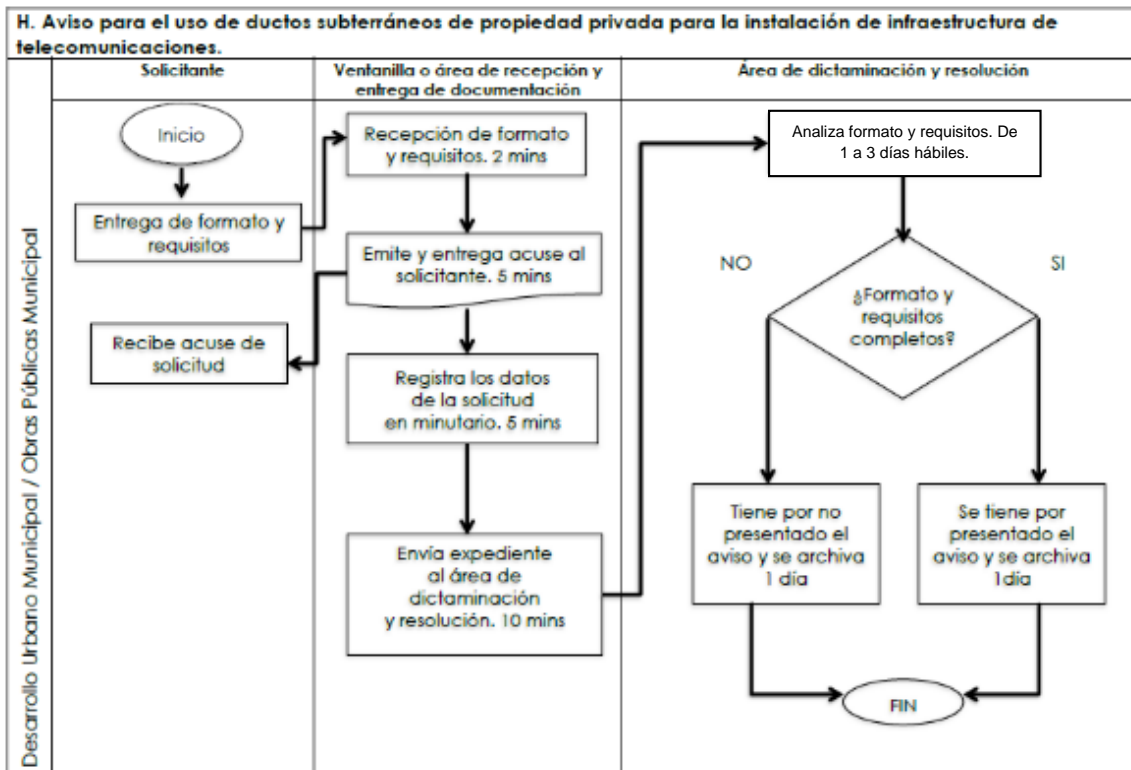 H. Aviso para el uso de ductos subterráneos de propiedad privada para la instalación de infraestructura de
telecomunicaciones.
Desarrollo Urbano Municipal / Obras Públicas Municipal
Solicitante
Ventanilla o área de recepción y
entrega de documentación
Área de dictaminación y resolución
Inicio
Entrega de formato y
requisitos
Recibe acuse de
solicitud
Recepción de formato
y requisitos. 2 mins
Emite y entrega acuse al
solicitante. 5 mins
Registra los datos
de la solicitud
en minutario. 5 mins
Envía expediente
al área de
dictaminación
y resolución. 10 mins
Analiza formato y requisitos. De
1 a 3 días hábiles.
NO
SI
¿Formato y
requisitos
completos?
Tiene por no
presentado el
aviso y se archiva
1 día
Se tiene por
presentado el
aviso y se archiva
1día
FIN